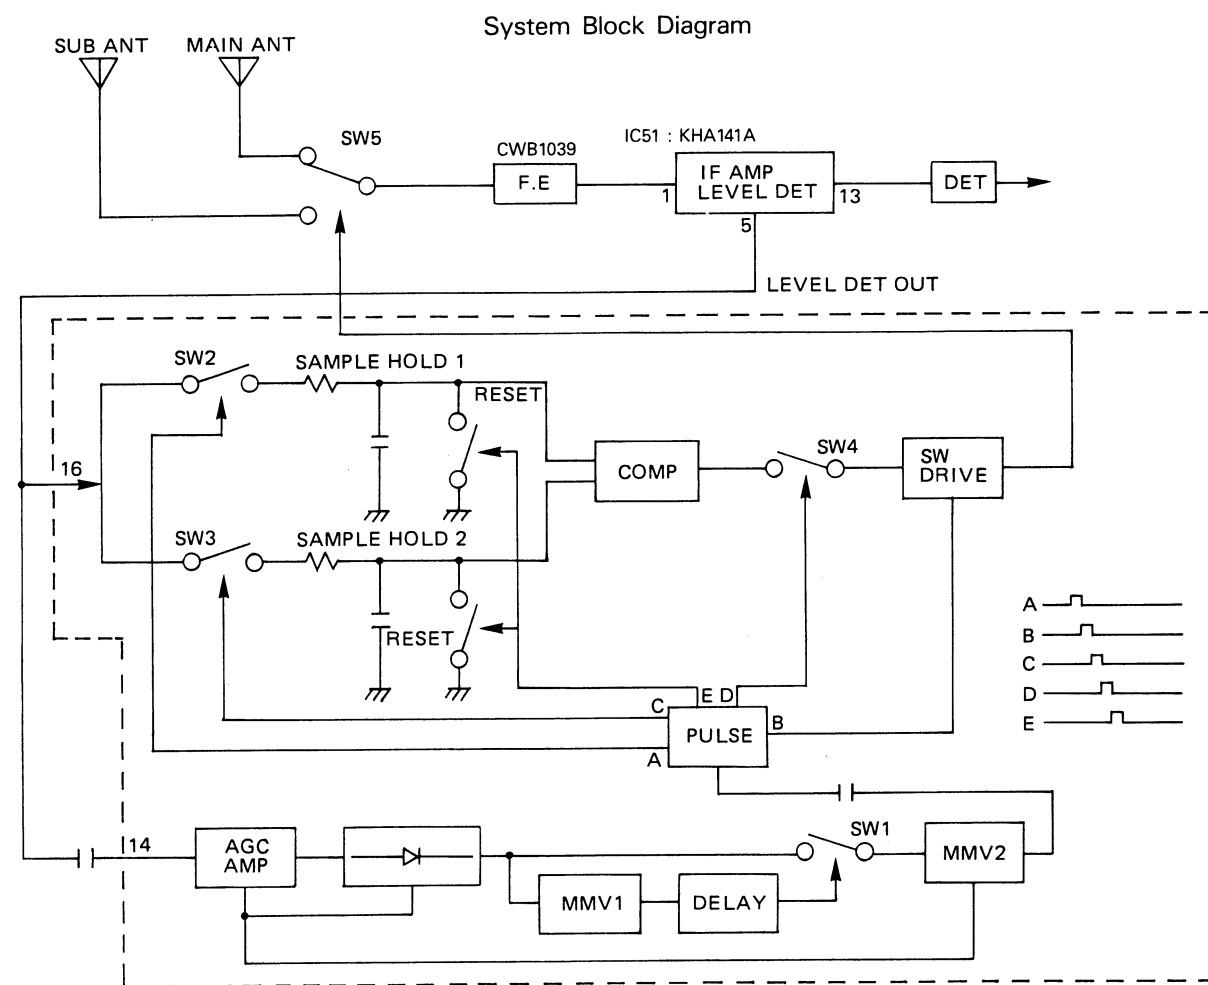 System Block Diagram
SUB ANT
MAIN ANT
SW5
CWB1039
F.E
IC51 : KHA141A
IF AMP
LEVEL DET
1
13
5
DET
LEVEL DET OUT
SW2
SAMPLE HOLD 1
RESET
16
COMP
SW4
SW
DRIVE
SW3
SAMPLE HOLD 2
RESET
A
B
C
D
E
C
E D
B
PULSE
A
14
AGC
AMP
SW1
MMV2
MMV1
DELAY